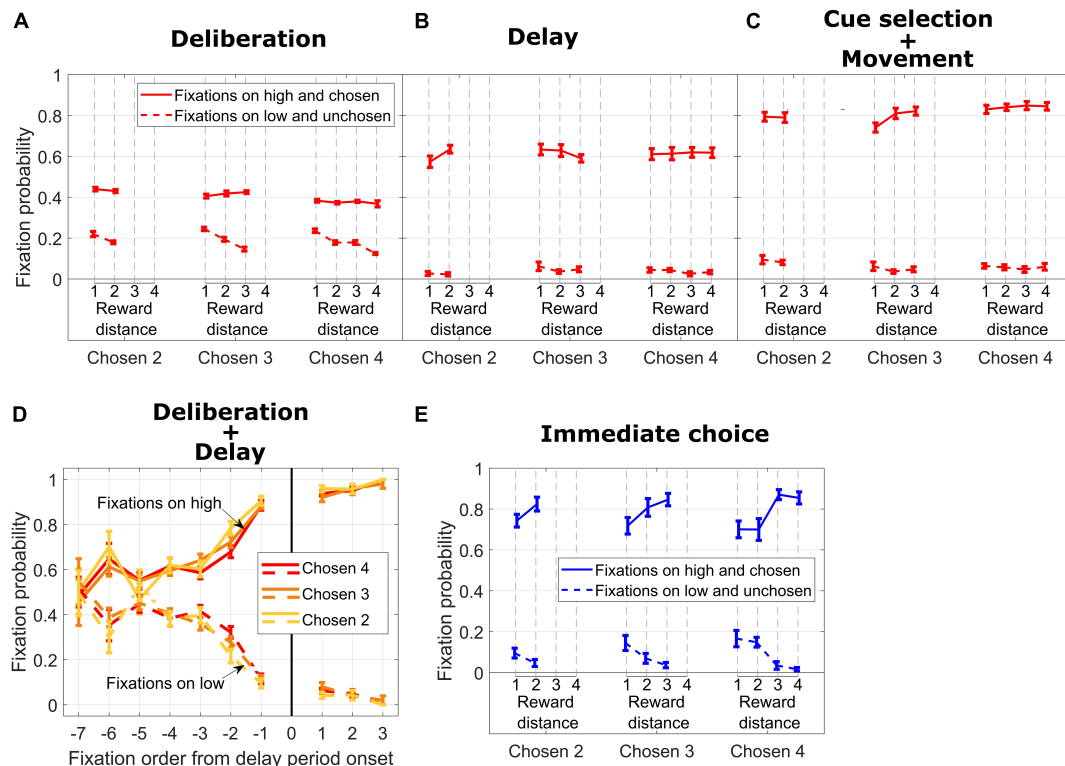 A
Deliberation
B
Delay
C
Cue selection
+
Movement
Fixation probability
1
0.8
0.6
0.4
0.2
0
Fixations on high and chosen
Fixations on low and unchosen
1 2 3 4
Reward
distance
1 2 3 4
Reward
distance
1 2 3 4
Reward
distance
Chosen 2 Chosen 3 Chosen 4
1 2 3 4
Reward
distance
1 2 3 4
Reward
distance
1 2 3 4
Reward
distance
Chosen 2 Chosen 3 Chosen 4
1 2 3 4
Reward
distance
1 2 3 4
Reward
distance
1 2 3 4
Reward
distance
Chosen 2 Chosen 3 Chosen 4
D
Deliberation
+
Delay
Fixation probability
1
0.8
0.6
0.4
0.2
0
Fixations on high
Chosen 4
Chosen 3
Chosen 2
Fixations on low
-7 -6 -5 -4 -3 -2 -1 0 1 2 3
Fixation order from delay period onset
E
Immediate choice
Fixation probability
1
0.8
0.6
0.4
0.2
0
Fixations on high and chosen
Fixations on low and unchosen
1 2 3 4
Reward
distance
1 2 3 4
Reward
distance
1 2 3 4
Reward
distance
Chosen 2 Chosen 3 Chosen 4